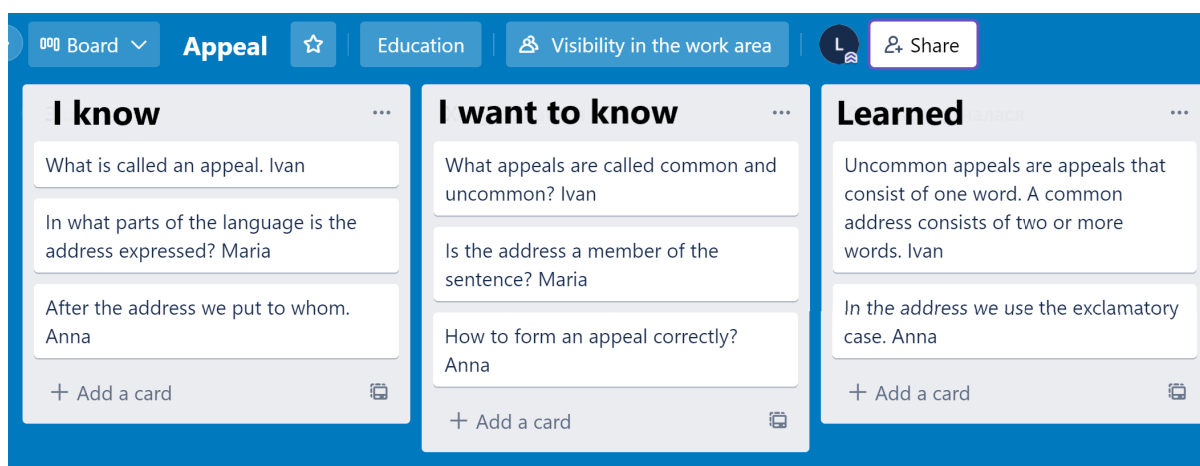 Board
Appeal
Education
Visibility in the work area
L
Share
I know
What is called an appeal. Ivan
In what parts of the language is the
address expressed? Maria
After the address we put to whom.
Anna
+ Add a card
I want to know
What appeals are called common and
uncommon? Ivan
Is the address a member of the
sentence? Maria
How to form an appeal correctly?
Anna
+ Add a card
Learned
Uncommon appeals are appeals that
consist of one word. A common
address consists of two or more
words. Ivan
In the address we use the exclamatory
case. Anna
+ Add a card